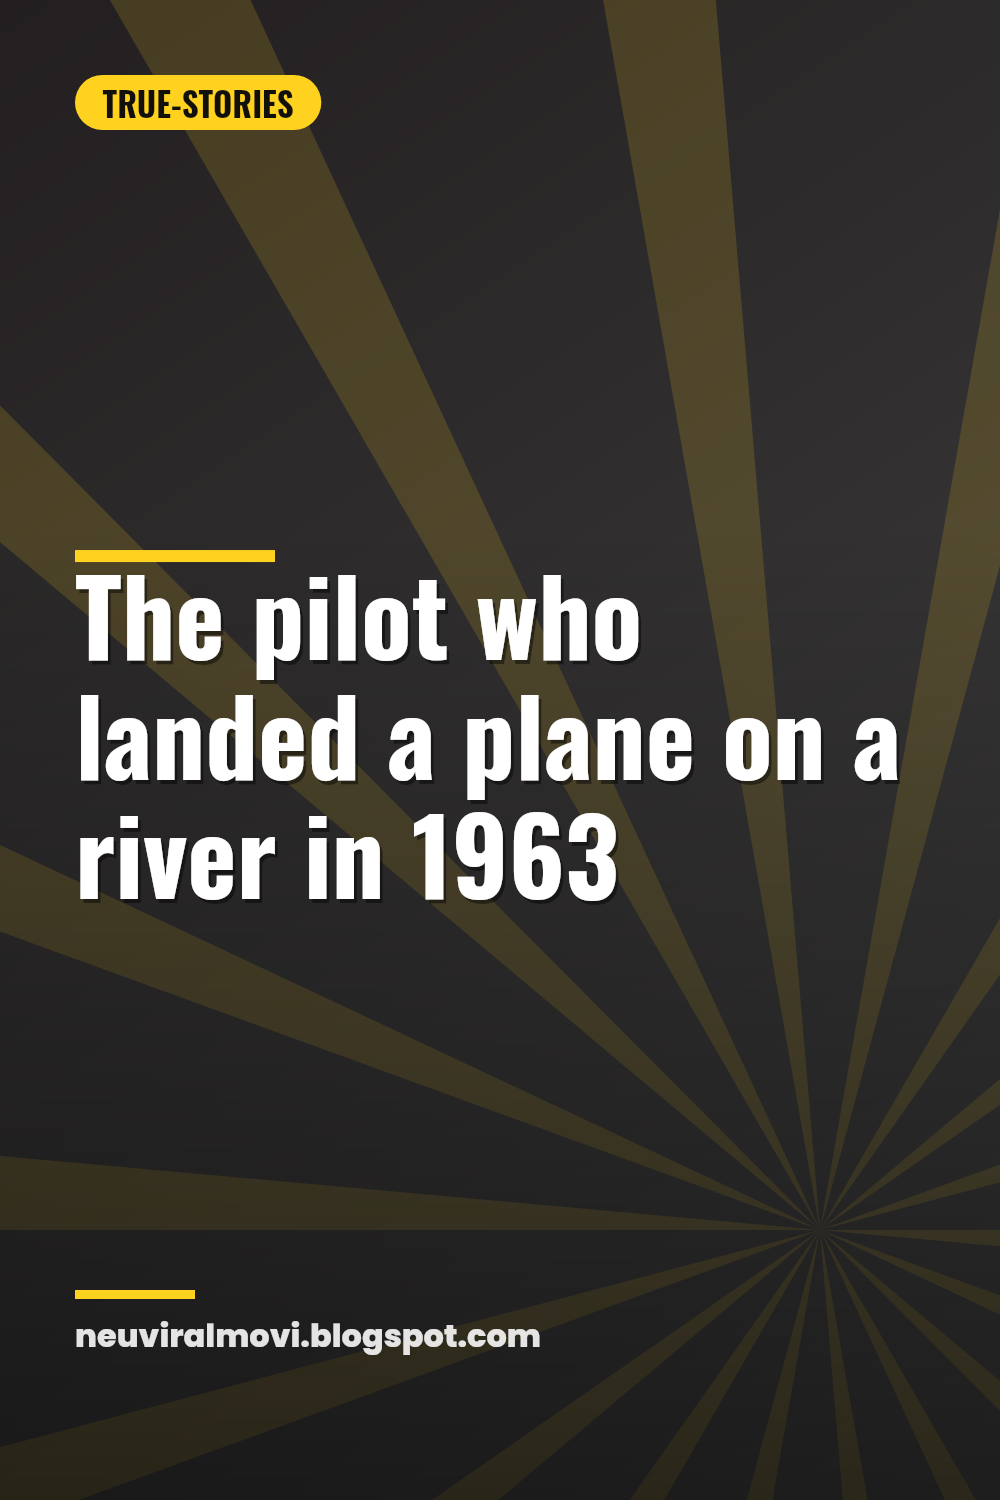 TRUE-STORIES
The pilot who
landed a plane on a
river in 1963
neuviralmovi.blogspot.com